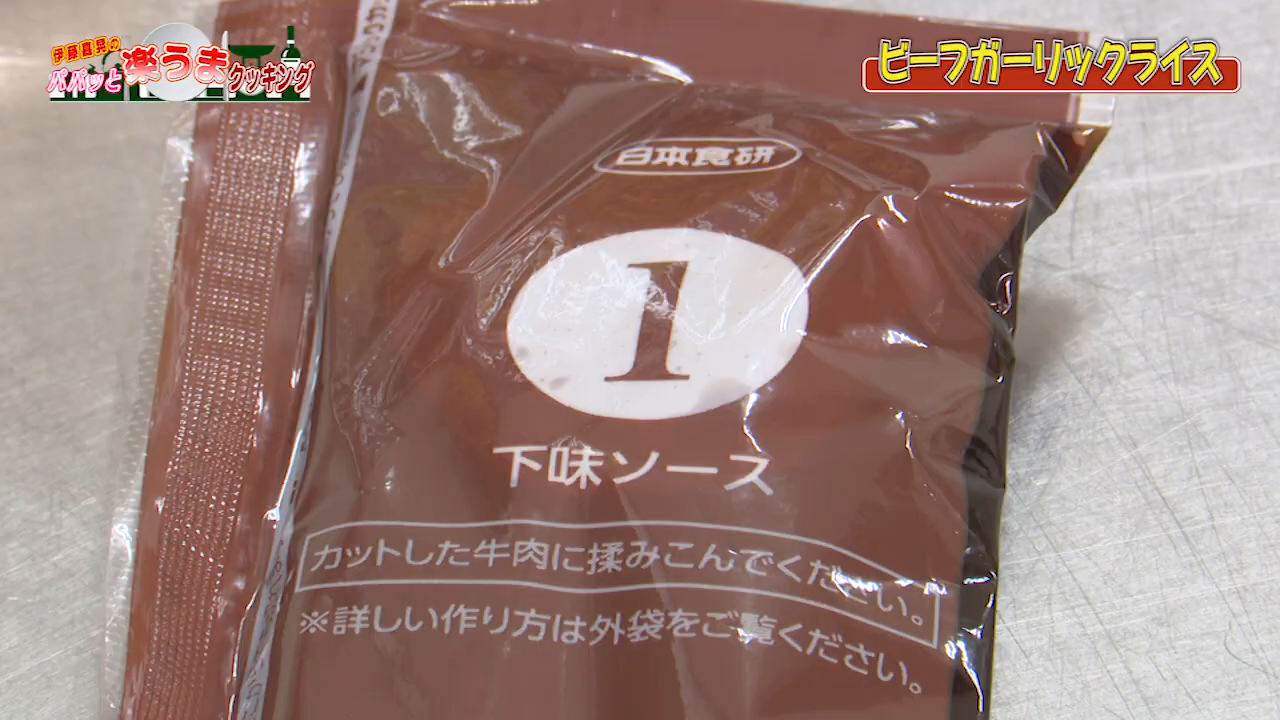 伊草喜晃の
パパッと楽うまクッキング
ビーフガーリックライス
日本食研
1
下味ソース
カットした牛肉に揉みこんでください。
※詳しい作り方は外袋をご覧ください。